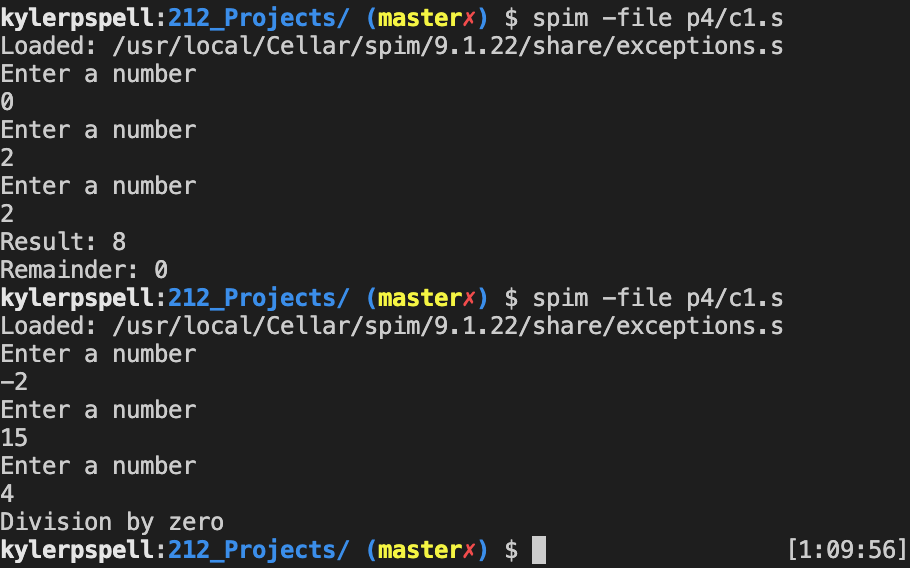 kylerpspell:212_Projects/ (master✗) $ spim -file p4/c1.s
Loaded: /usr/local/Cellar/spim/9.1.22/share/exceptions.s
Enter a number
0
Enter a number
2
Enter a number
2
Result: 8
Remainder: 0
kylerpspell:212_Projects/ (master✗) $ spim -file p4/c1.s
Loaded: /usr/local/Cellar/spim/9.1.22/share/exceptions.s
Enter a number
-2
Enter a number
15
Enter a number
4
Division by zero
kylerpspell:212_Projects/ (master✗) $ [1:09:56]